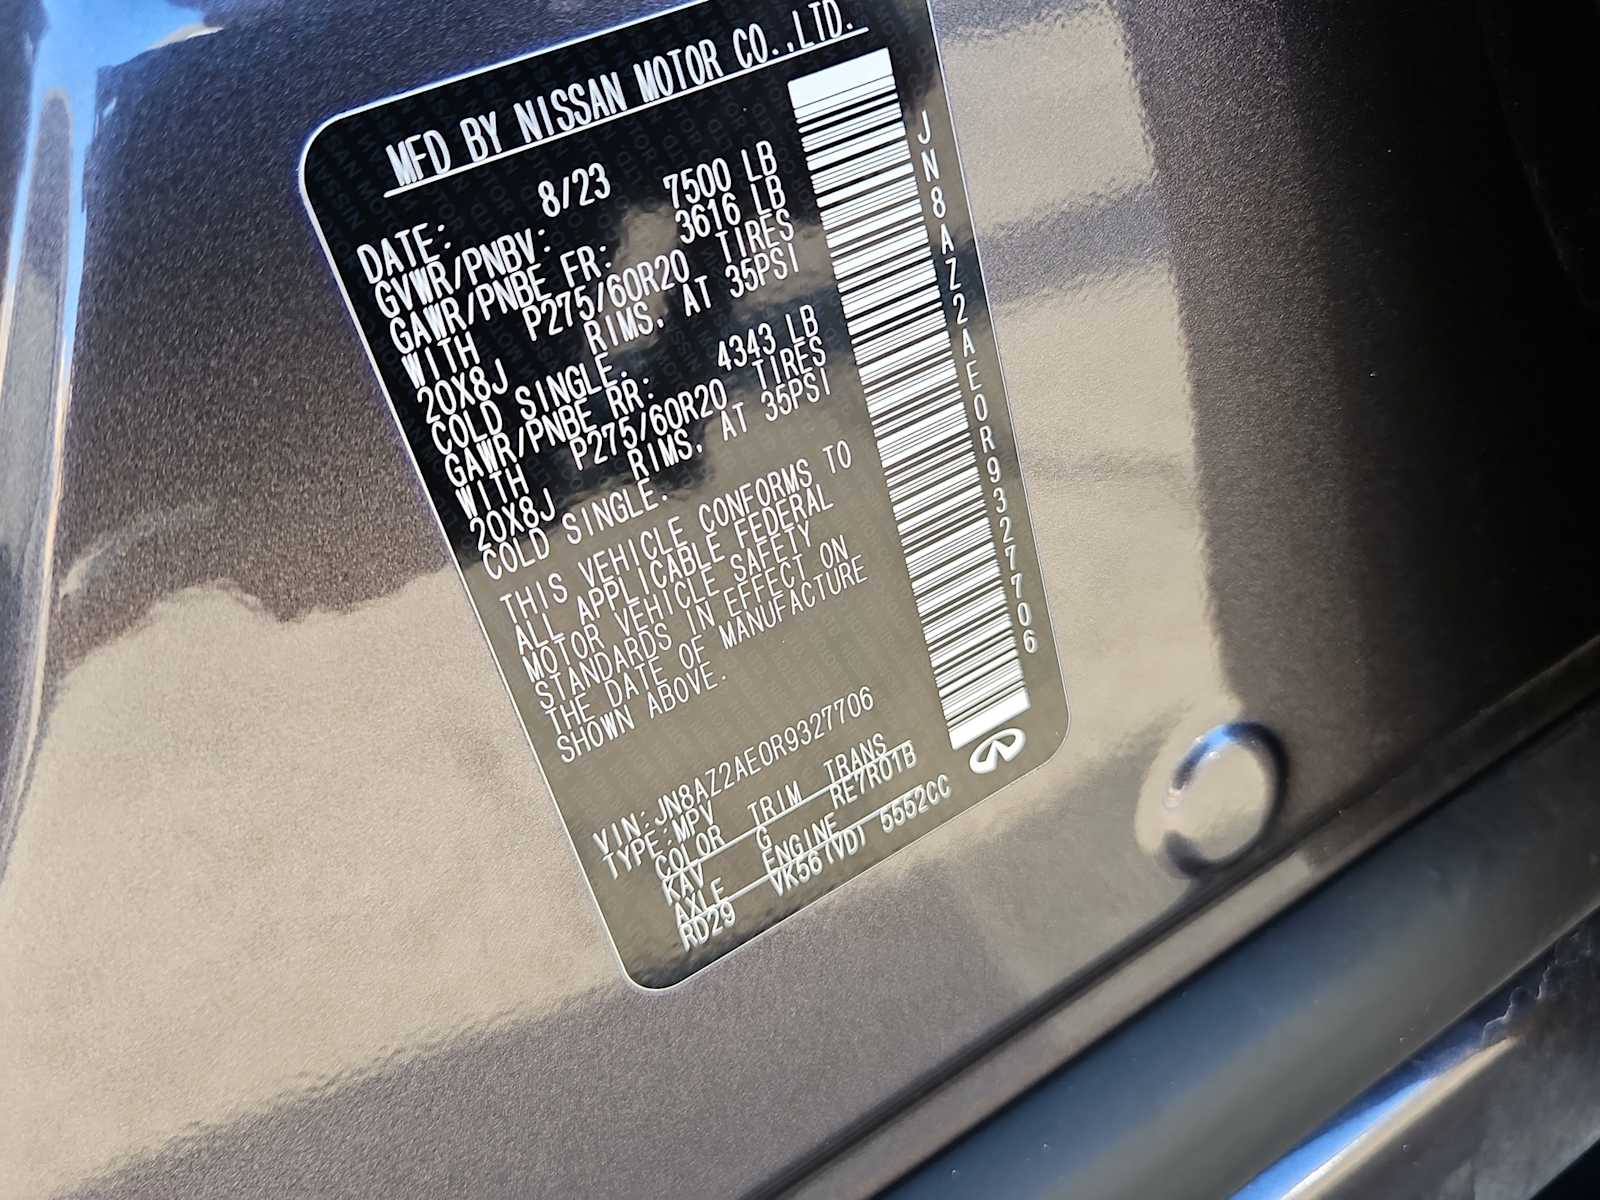 MFD BY NISSAN MOTOR CO.,LTD.
DATE: 8/23
GVWR/PNBV: 7500 LB
GAWR/PNBE FR: 3616 LB
WITH P275/60R20 TIRES
20X8J RIMS, AT 35PSI
COLD SINGLE.
GAWR/PNBE RR: 4343 LB
WITH P275/60R20 TIRES
20X8J RIMS, AT 35PSI
COLD SINGLE.
THIS VEHICLE CONFORMS TO
ALL APPLICABLE FEDERAL
MOTOR VEHICLE SAFETY
STANDARDS IN EFFECT ON
THE DATE OF MANUFACTURE
SHOWN ABOVE.
VIN:JN8AZ2AE0R9327706
TYPE:MPV
COLOR TRIM TRANS
KAV G RE7R01B
AXLE ENGINE
RD29 VK56(VD) 5552CC
JN8AZ2AE0R9327706